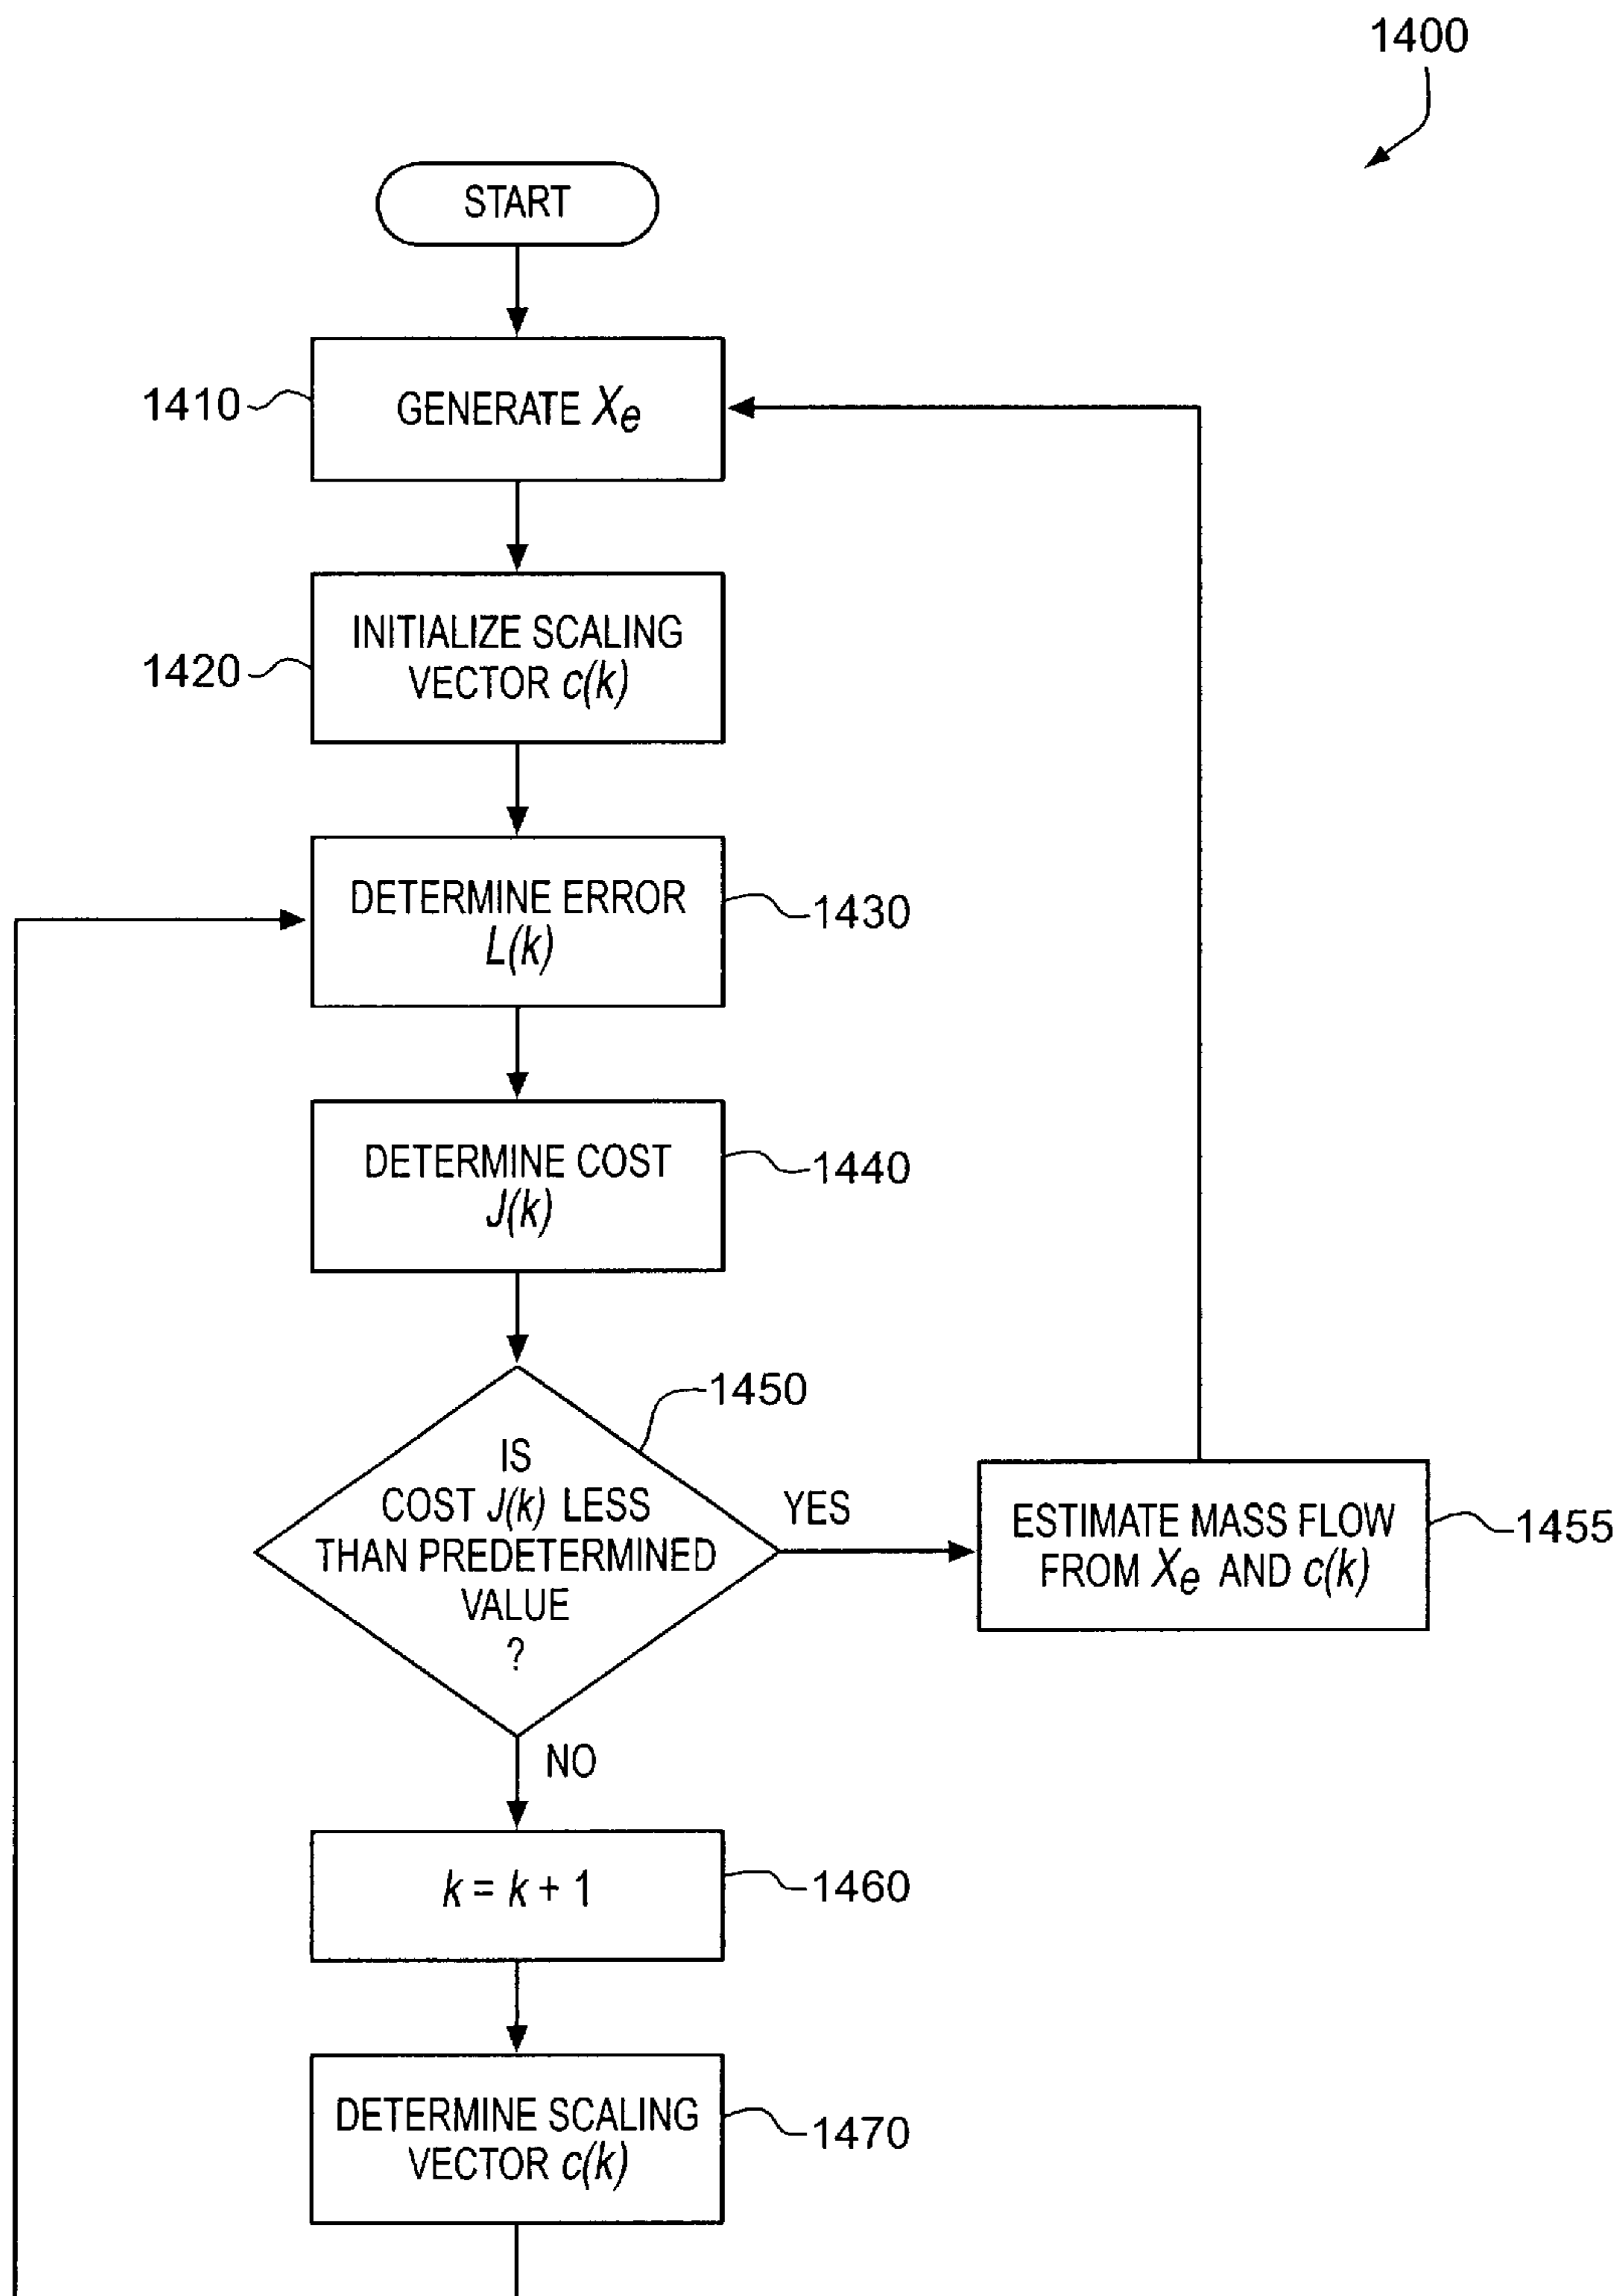 1400
START
1410
GENERATE Xe
INITIALIZE SCALING
VECTOR c(k)
1420
DETERMINE ERROR
L(k)
1430
DETERMINE COST
J(k)
1440
1450
IS
COST J(k) LESS
THAN PREDETERMINED
VALUE
?
YES
ESTIMATE MASS FLOW
FROM Xe AND c(k)
1455
NO
k = k + 1
1460
DETERMINE SCALING
VECTOR c(k)
1470